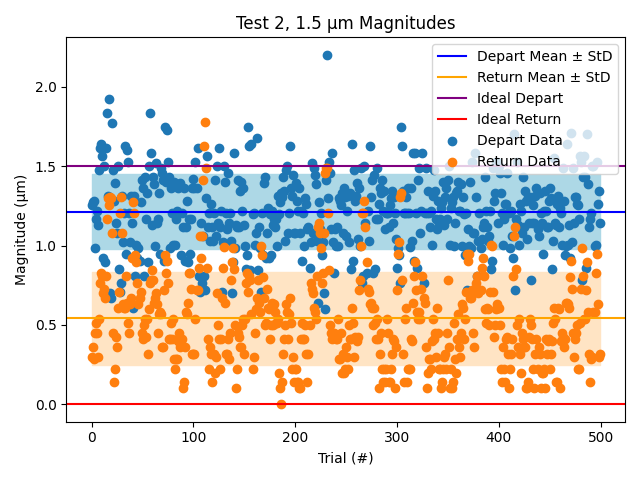 Test 2, 1.5 μm Magnitudes
Magnitude (μm)
2.0
1.5
1.0
0.5
0.0
Depart Mean ± StD
Return Mean ± StD
Ideal Depart
Ideal Return
Depart Data
Return Data
0
100
200
300
400
500
Trial (#)